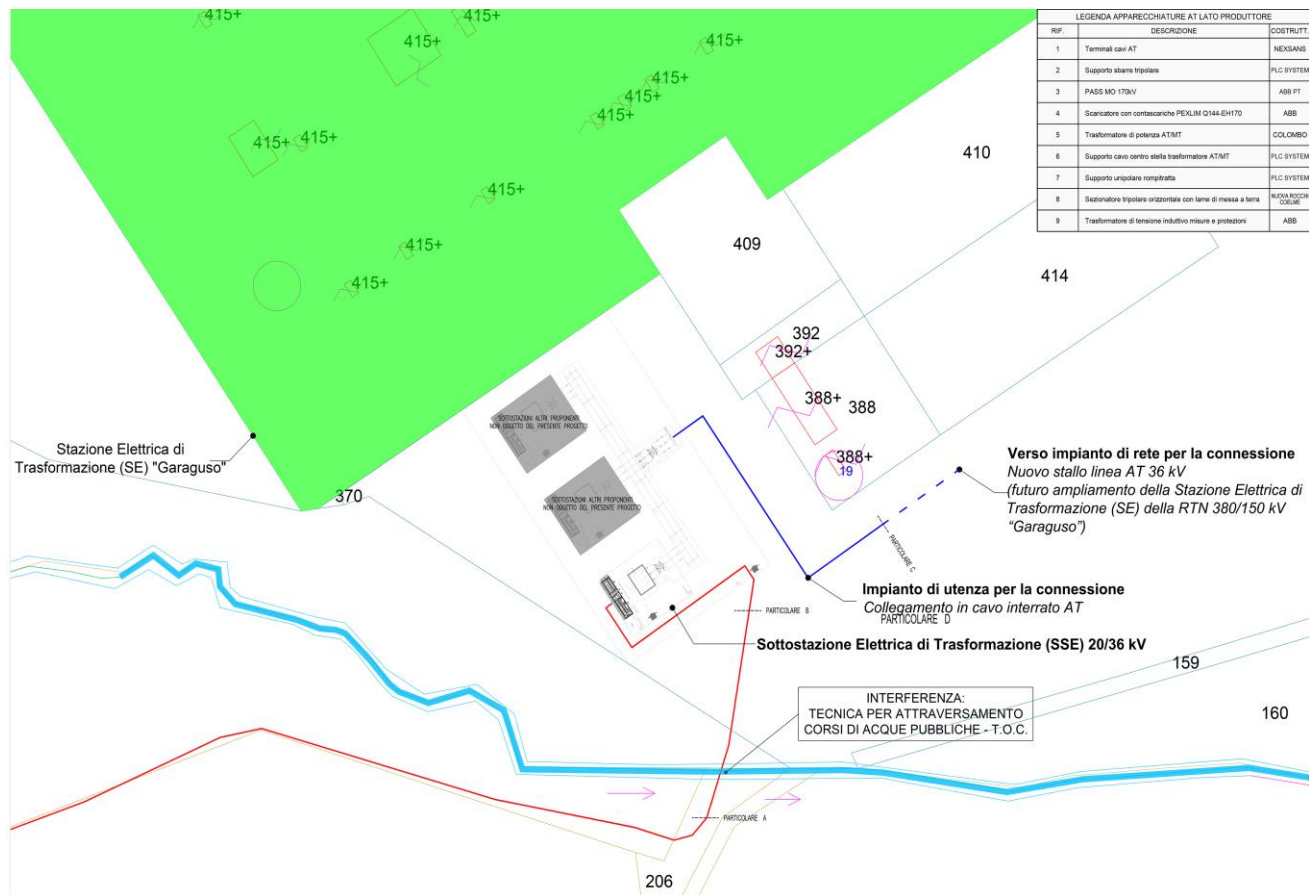 415+
415+
415+
415+
415+
415+
415+
415+
415+
415+
415+
415+
415+
LEGENDA APPARECCHIATURE AT LATO PRODUTTORE
RIF. DESCRIZIONE COSTRUTT.
1 Terminali cavi AT NEXSANS
2 Supporto sbarre tripolare PLC SYSTEM
3 PASS MO 170kV ABB PT
4 Scaricatore con contascariche PEXLIM Q144-EH170 ABB
5 Trasformatore di potenza AT/MT COLOMBO
6 Supporto cavo centro stella trasformatore AT/MT PLC SYSTEM
7 Supporto unipolare rompitratta PLC SYSTEM
8 Sezionatore tripolare orizzontale con lame di messa a terra NUOVA ROCCHI
COELME
9 Trasformatore di tensione induttivo misure e protezioni ABB
410
409
414
392
392+
388+
388
388+
19
SOTTOSTAZIONI ALTRI PROPONENTI
NON OGGETTO DEL PRESENTE PROGETTO
SOTTOSTAZIONI ALTRI PROPONENTI
NON OGGETTO DEL PRESENTE PROGETTO
Stazione Elettrica di
Trasformazione (SE) "Garaguso"
370
Verso impianto di rete per la connessione
Nuovo stallo linea AT 36 kV
(futuro ampliamento della Stazione Elettrica di
Trasformazione (SE) della RTN 380/150 kV
"Garaguso")
PARTICOLARE C
Impianto di utenza per la connessione
Collegamento in cavo interrato AT
PARTICOLARE D
PARTICOLARE B
Sottostazione Elettrica di Trasformazione (SSE) 20/36 kV
159
160
INTERFERENZA:
TECNICA PER ATTRAVERSAMENTO
CORSI DI ACQUE PUBBLICHE - T.O.C.
PARTICOLARE A
206